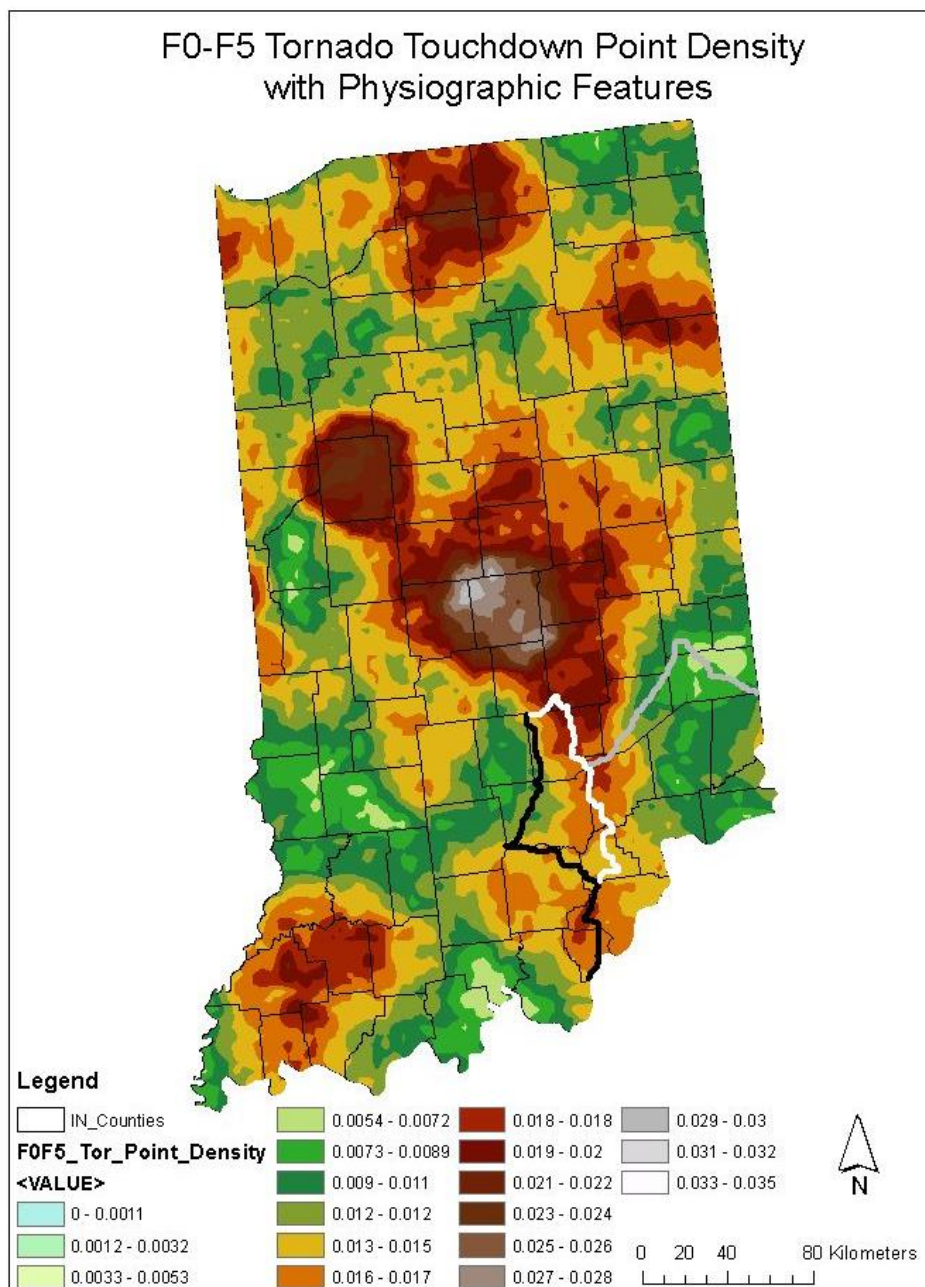 F0-F5 Tornado Touchdown Point Density
with Physiographic Features
Legend
IN_Counties
F0F5_Tor_Point_Density
<VALUE>
0 - 0.0011
0.0012 - 0.0032
0.0033 - 0.0053
0.0054 - 0.0072
0.0073 - 0.0089
0.009 - 0.011
0.012 - 0.012
0.013 - 0.015
0.016 - 0.017
0.018 - 0.018
0.019 - 0.02
0.021 - 0.022
0.023 - 0.024
0.025 - 0.026
0.027 - 0.028
0.029 - 0.03
0.031 - 0.032
0.033 - 0.035
N
0 20 40 80 Kilometers